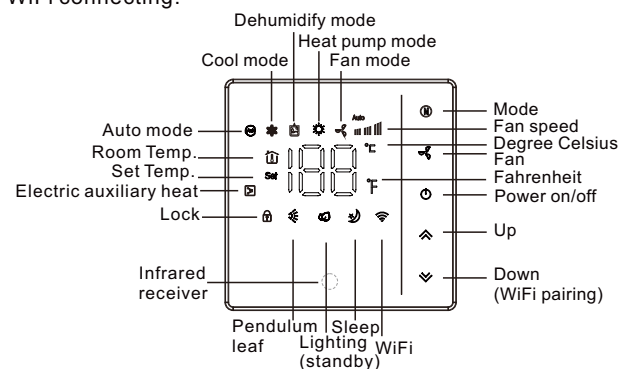 WiFi connecting.
Dehumidify mode
Heat pump mode
Cool mode
Fan mode
Auto
Auto mode
Room Temp.
Set Temp.
Set
Electric auxiliary heat
Lock
188
°C
°F
M
Mode
Fan speed
Degree Celsius
Fan
Fahrenheit
Power on/off
Up
Down
(WiFi pairing)
Infrared
receiver
Pendulum
leaf
Lighting
(standby)
Sleep
WiFi